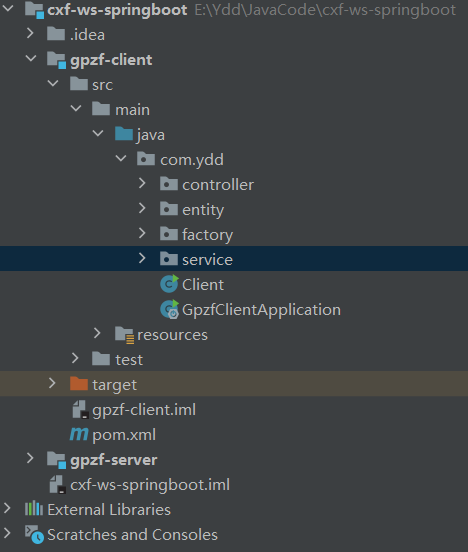 cxf-ws-springboot E:\Ydd\JavaCode\cxf-ws-springboot
.idea
gpzf-client
src
main
java
com.ydd
controller
entity
factory
service
Client
GpzfClientApplication
resources
test
target
gpzf-client.iml
pom.xml
gpzf-server
cxf-ws-springboot.iml
External Libraries
Scratches and Consoles